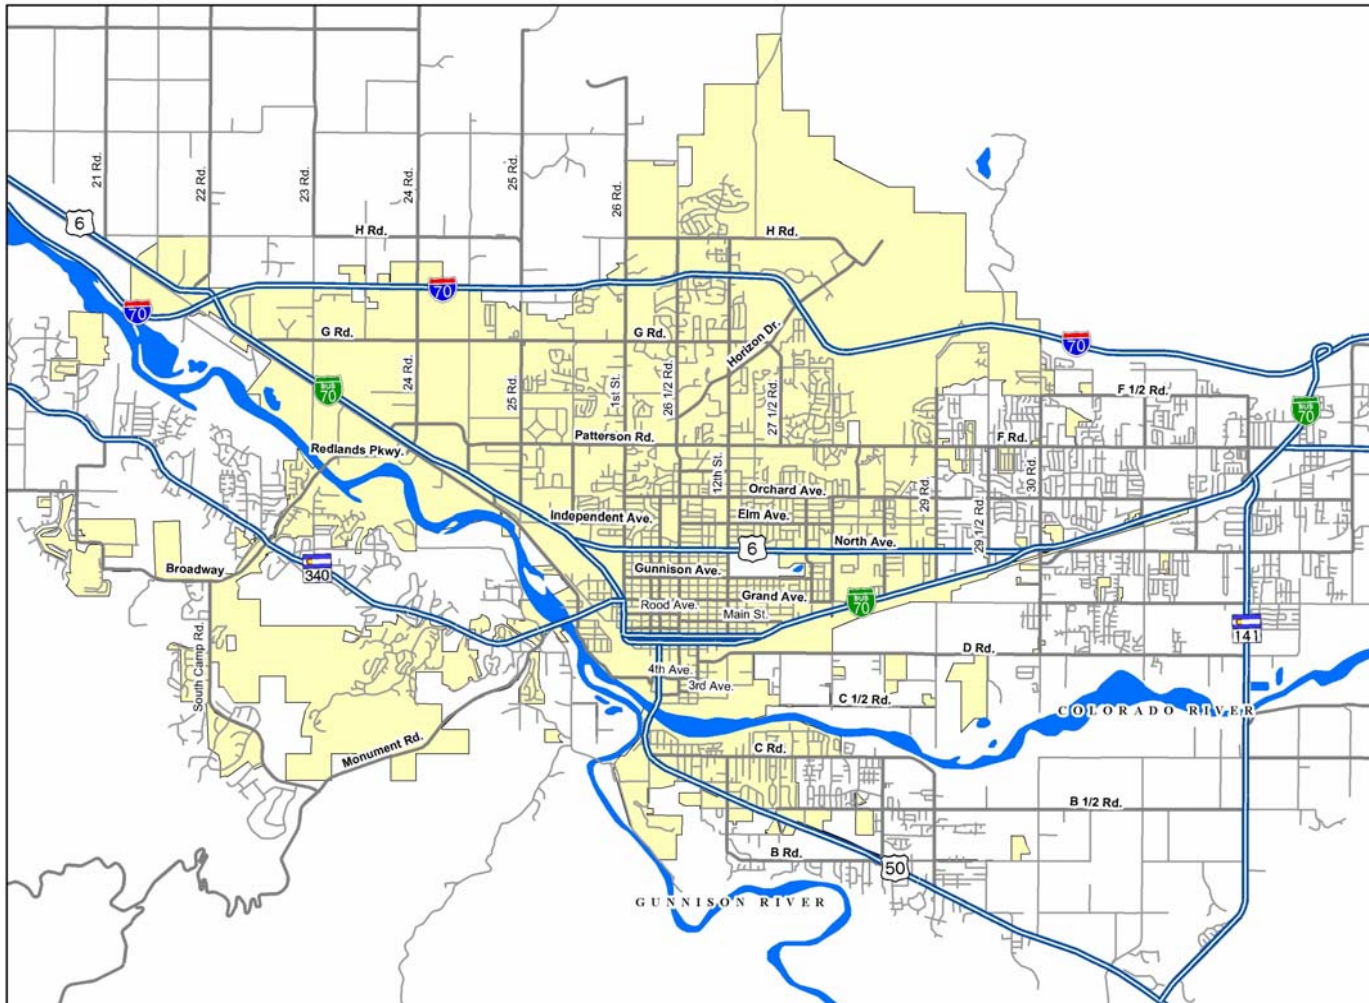 21 Rd.
22 Rd.
23 Rd.
24 Rd.
25 Rd.
26 Rd.
6
H Rd.
H Rd.
70
70
G Rd.
G Rd.
Horizon Dr.
70
BUS
70
24 Rd.
25 Rd.
1st St.
26 1/2 Rd.
27 1/2 Rd.
F 1/2 Rd.
BUS
70
Redlands Pkwy.
Patterson Rd.
F Rd.
12th St.
Orchard Ave.
29 Rd.
30 Rd.
29 1/2 Rd.
Independent Ave.
Elm Ave.
6
North Ave.
Broadway
340
Gunnison Ave.
Grand Ave.
BUS
70
Rood Ave.
Main St.
141
D Rd.
South Camp Rd.
4th Ave.
3rd Ave.
C 1/2 Rd.
COLORADO RIVER
Monument Rd.
C Rd.
B 1/2 Rd.
B Rd.
50
GUNNISON RIVER